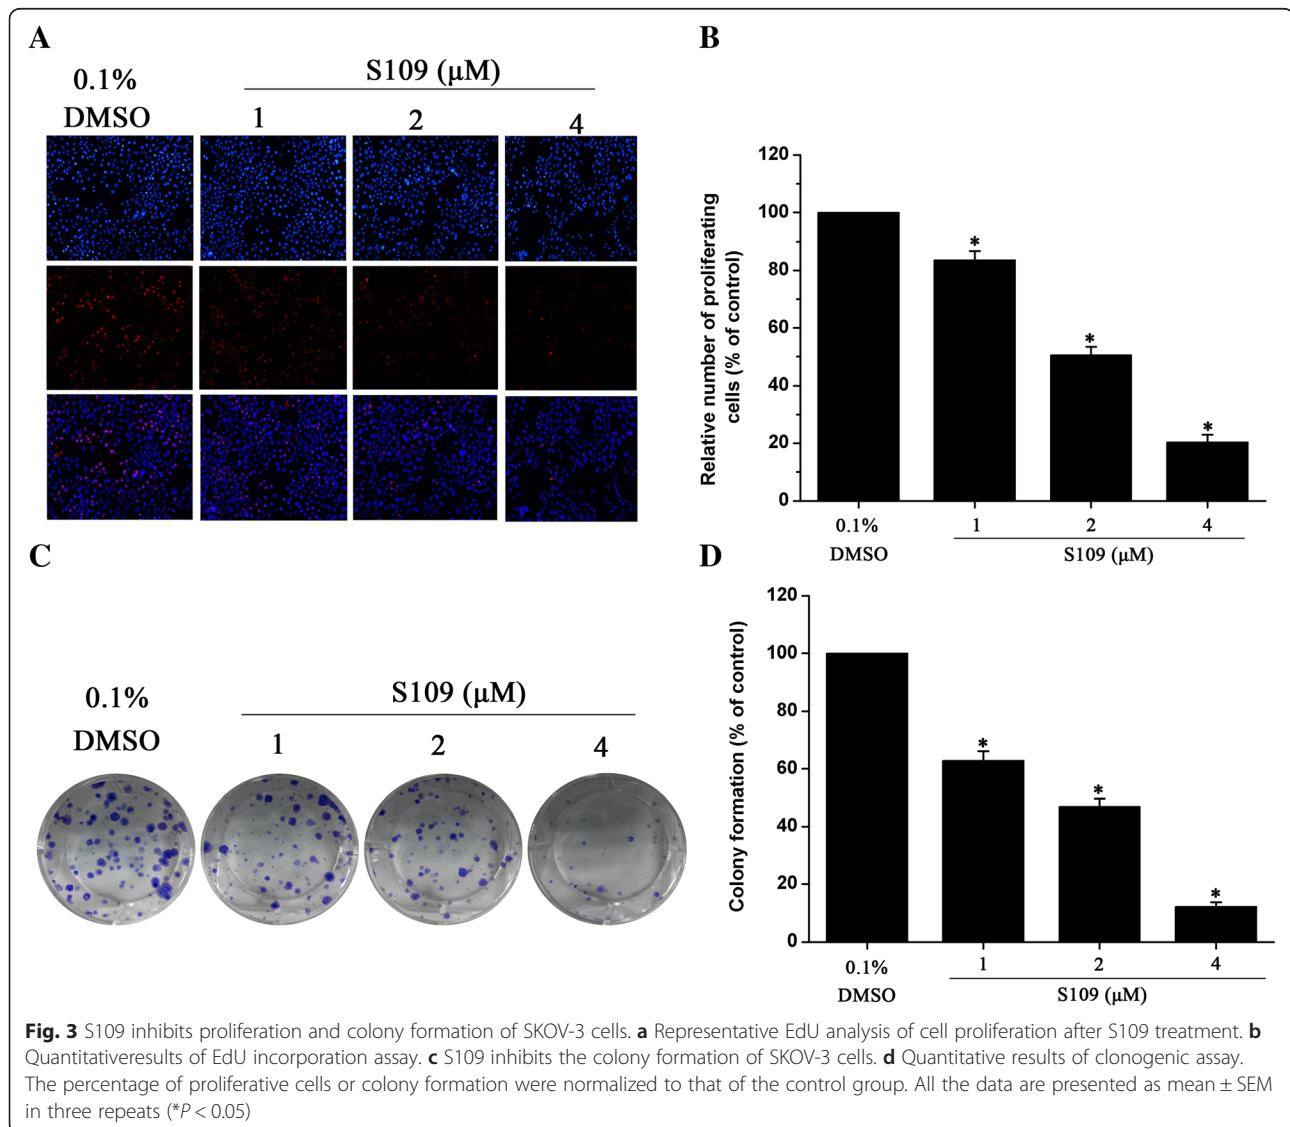 A
0.1%
DMSO
S109 (μM)
1 2 4
B
Relative number of proliferating
cells (% of control)
120
100
80
60
40
20
0
* * *
0.1%
DMSO
1 2 4
S109 (μM)
C
0.1%
DMSO
S109 (μM)
1 2 4
D
Colony formation (% of control)
120
100
80
60
40
20
0
* * *
0.1%
DMSO
1 2 4
S109 (μM)
Fig. 3 S109 inhibits proliferation and colony formation of SKOV-3 cells. a Representative EdU analysis of cell proliferation after S109 treatment. b
Quantitativeresults of EdU incorporation assay. c S109 inhibits the colony formation of SKOV-3 cells. d Quantitative results of clonogenic assay.
The percentage of proliferative cells or colony formation were normalized to that of the control group. All the data are presented as mean ± SEM
in three repeats (*P < 0.05)